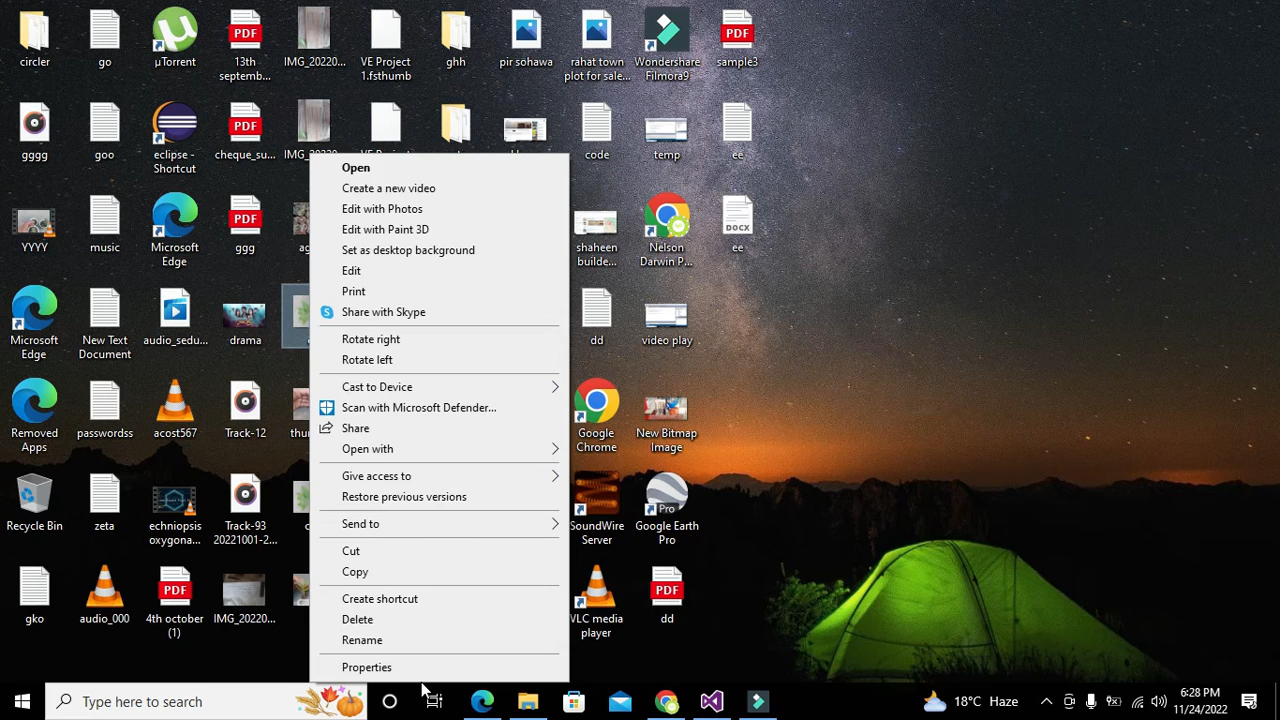 circler
go
µTorrent
13th
septemb...
IMG_20220...
VE Project
1.fsthumb
ghh
pir sohawa
rahat town
plot for sale...
Wondershare
Filmora9
sample3
gggg
goo
eclipse -
Shortcut
cheque_su...
code
temp
ee
YYYY
music
Microsoft
Edge
ggg
shaheen
builde...
Nelson
Darwin P...
ee
Microsoft
Edge
New Text
Document
audio_sedu...
drama
dd
video play
Removed
Apps
passwordss
acost567
Track-12
Google
Chrome
New Bitmap
Image
Recycle Bin
zeta
echniopsis
oxygona...
Track-93
20221001-2...
SoundWire
Server
Google Earth
Pro
gko
audio_000
4th october
(1)
IMG_20220...
VLC media
player
dd
PDF
PDF
PDF
PDF
PDF
PDF
DOCX
Pro
Open
Create a new video
Edit with Photos
Edit with Paint 3D
Set as desktop background
Edit
Print
Share with Skype
Rotate right
Rotate left
Cast to Device
Scan with Microsoft Defender...
Share
Open with
Give access to
Restore previous versions
Send to
Cut
Copy
Create shortcut
Delete
Rename
Properties
Type here to search
18°C Haze
6:28 PM
11/24/2022